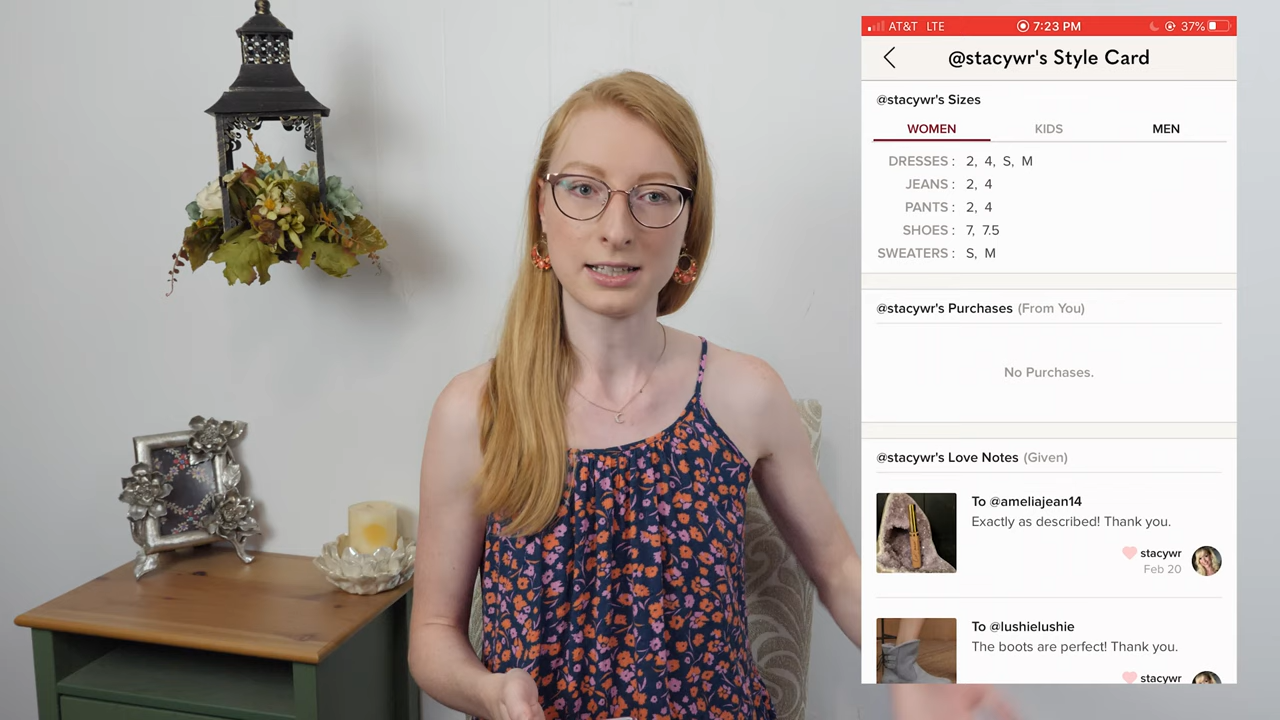 AT&T LTE 7:23 PM 37%
@stacywr's Style Card
@stacywr's Sizes
WOMEN KIDS MEN
DRESSES : 2, 4, S, M
JEANS : 2, 4
PANTS : 2, 4
SHOES : 7, 7.5
SWEATERS : S, M
@stacywr's Purchases (From You)
No Purchases.
@stacywr's Love Notes (Given)
To @ameliajean14
Exactly as described! Thank you.
stacywr
Feb 20
To @lushielushie
The boots are perfect! Thank you.
stacywr